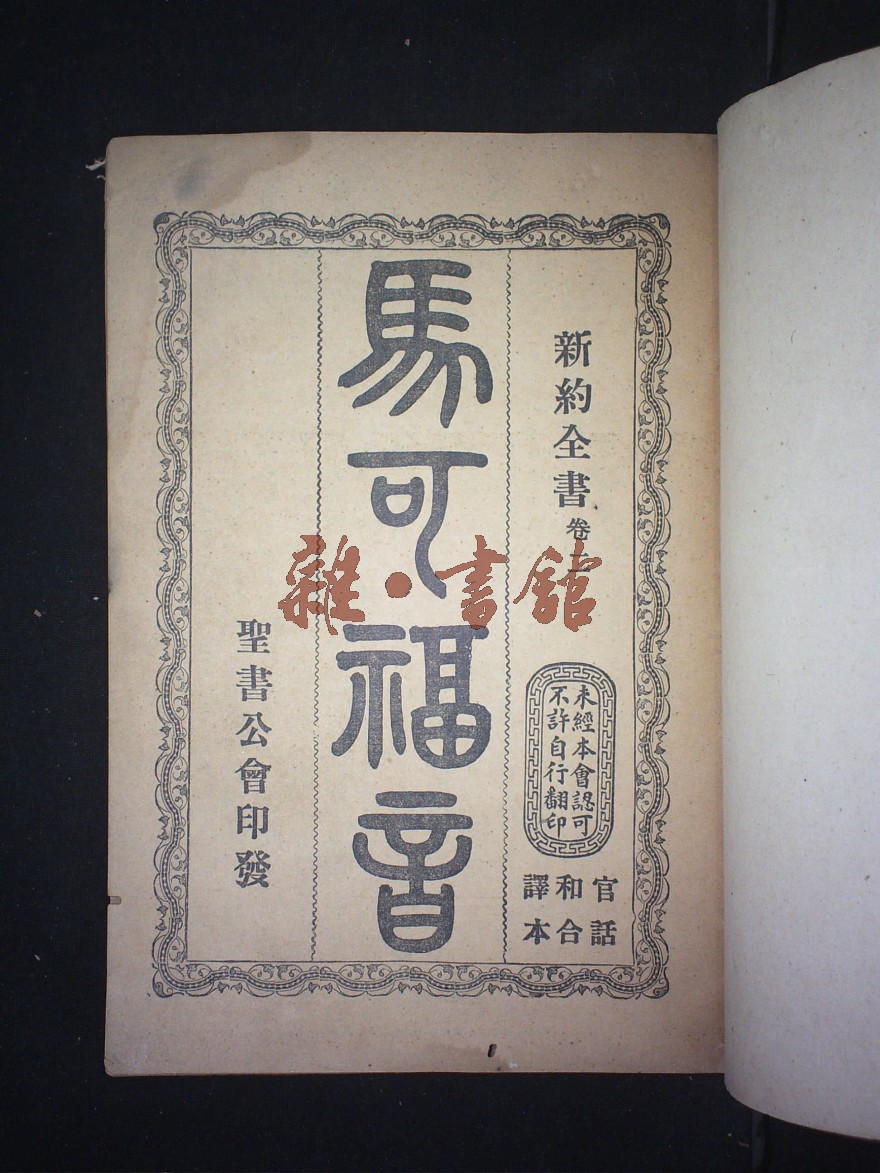 新約全書 卷二
未經本會認可
不許自行翻印
官話
和合
譯本
馬可福音
聖書公會印發
雜·書館